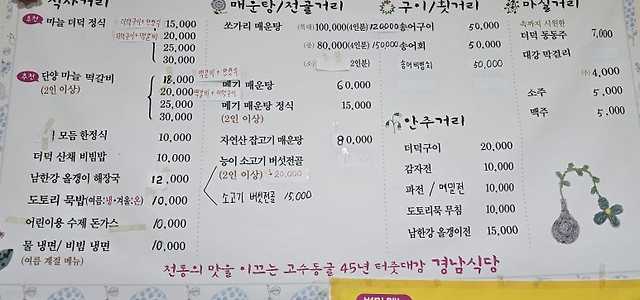 식사거리
추천 마늘 더덕 정식 15,000
20,000
25,000
30,000
추천 단양 마늘 떡갈비 18,000
(2인 이상) 20,000
25,000
30,000
모듬 한정식 10,000
더덕 산채 비빔밥 10,000
남한강 올갱이 해장국 12,000
도토리 묵밥(여름:냉·겨울:온) 10,000
어린이용 수제 돈가스 10,000
물 냉면/ 비빔 냉면 10,000
(여름 계절 메뉴)
매운탕/전골거리
쏘가리 매운탕 100,000(4인분) 120000
80,000(4인분) 150000
2인분)
메기 매운탕 60,000
메기 매운탕 정식 15,000
(2인 이상)
자연산 잡고기 매운탕 80,000
능이 소고기 버섯전골
(2인 이상) 20,000
소고기 버섯전골 15,000
구이/횟거리
송어구이 50,000
송어회 50,000
송어비빔회 50,000
안주거리
더덕구이 20,000
감자전 10,000
파전 / 메밀전 10,000
도토리묵 무침 10,000
남한강 올갱이전 15,000
마실거리
속까지 시원한
더덕 동동주 7,000
대강 막걸리
(수) 4,000
소주 5,000
맥주 5,000
전통의 맛을 이끄는 고수동굴 45년 터줏대감 경남식당